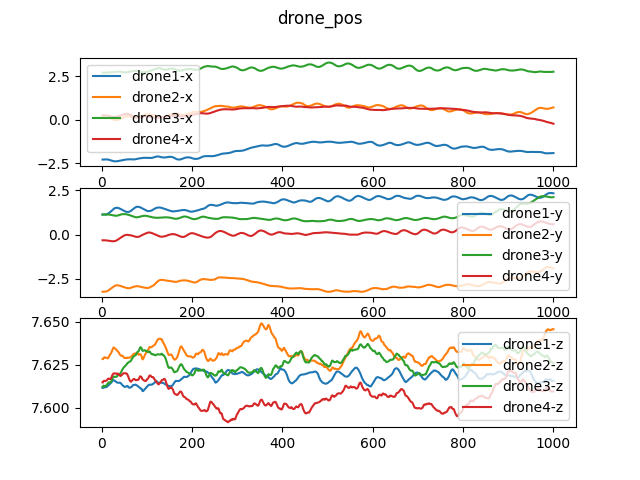 drone_pos
2.5
0.0
−2.5
drone1-x
drone2-x
drone3-x
drone4-x
0
200
400
600
800
1000
2.5
0.0
−2.5
drone1-y
drone2-y
drone3-y
drone4-y
0
200
400
600
800
1000
7.650
7.625
7.600
drone1-z
drone2-z
drone3-z
drone4-z
0
200
400
600
800
1000